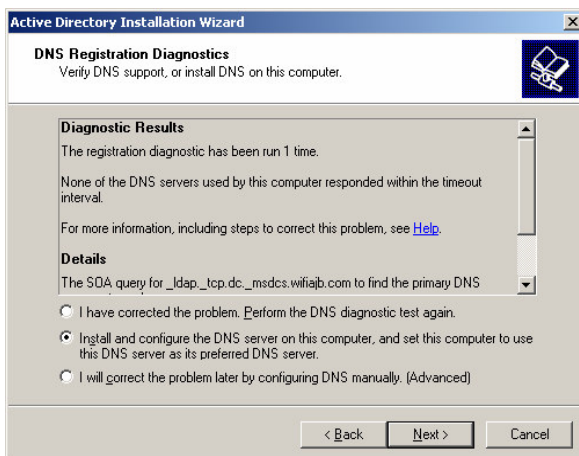 Active Directory Installation Wizard
DNS Registration Diagnostics
Verify DNS support, or install DNS on this computer.
Diagnostic Results
The registration diagnostic has been run 1 time.
None of the DNS servers used by this computer responded within the timeout
interval.
For more information, including steps to correct this problem, see Help.
Details
The SOA query for _ldap._tcp.dc._msdcs.wifiajb.com to find the primary DNS
I have corrected the problem. Perform the DNS diagnostic test again.
Install and configure the DNS server on this computer, and set this computer to use
this DNS server as its preferred DNS server.
I will correct the problem later by configuring DNS manually. (Advanced)
< Back
Next >
Cancel